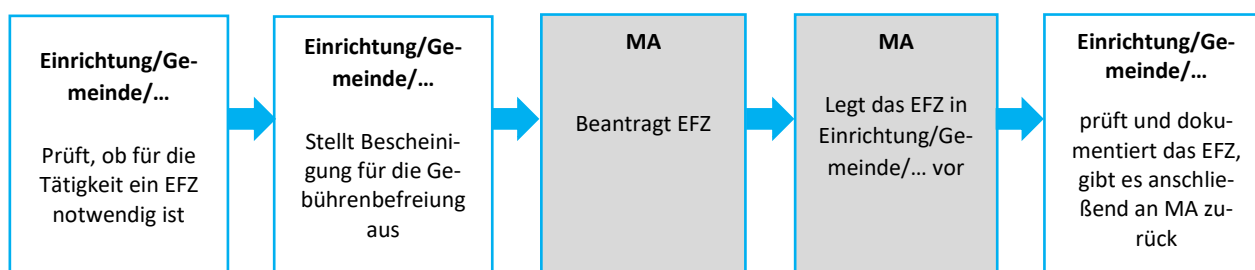 Einrichtung/Ge-
meinde/…
Prüft, ob für die
Tätigkeit ein EFZ
notwendig ist
Einrichtung/Ge-
meinde/…
Stellt Bescheini-
gung für die Ge-
bührenbefreiung
aus
MA
Beantragt EFZ
MA
Legt das EFZ in
Einrichtung/Ge-
meinde/… vor
Einrichtung/Ge-
meinde/…
prüft und doku-
mentiert das EFZ,
gibt es anschlie-
ßend an MA zu-
rück